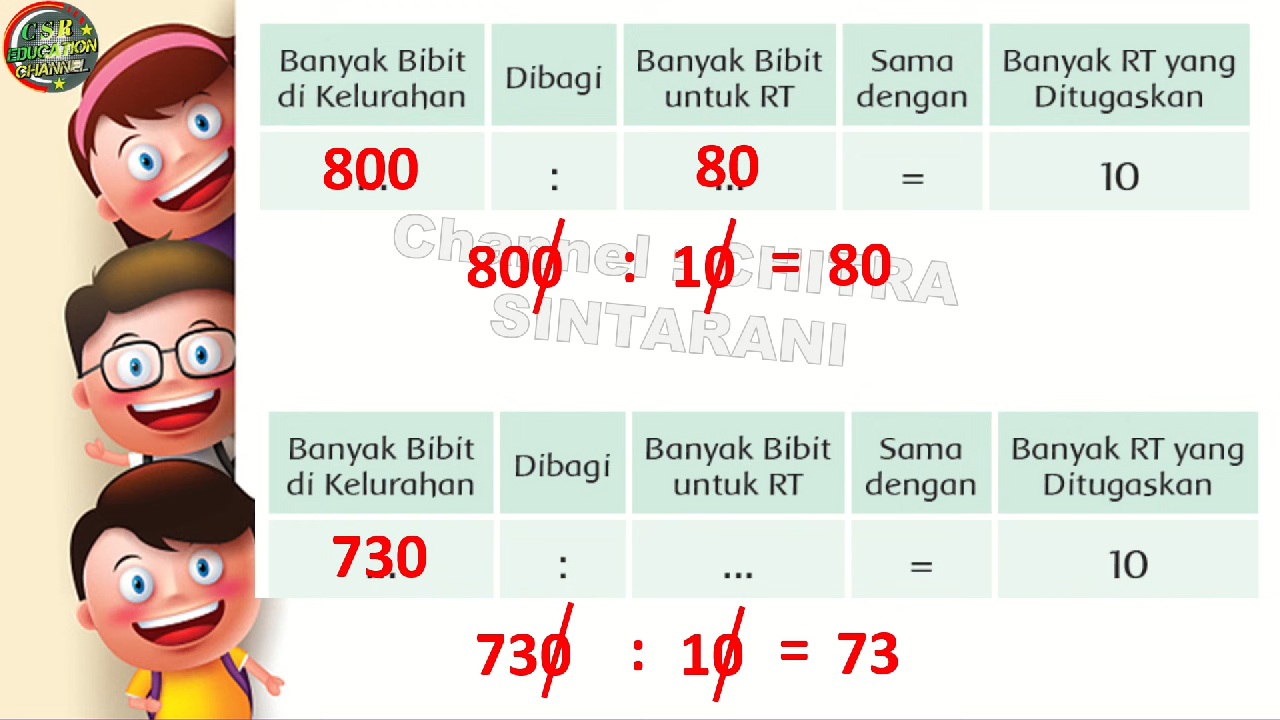 CSR
EDUCATION
CHANNEL
Banyak Bibit di Kelurahan Dibagi Banyak Bibit untuk RT Sama dengan Banyak RT yang Ditugaskan
800 : 80 = 10
Channel : CHITRA
SINTARANI
800 : 10 = 80
Banyak Bibit di Kelurahan Dibagi Banyak Bibit untuk RT Sama dengan Banyak RT yang Ditugaskan
730 : ... = 10
730 : 10 = 73